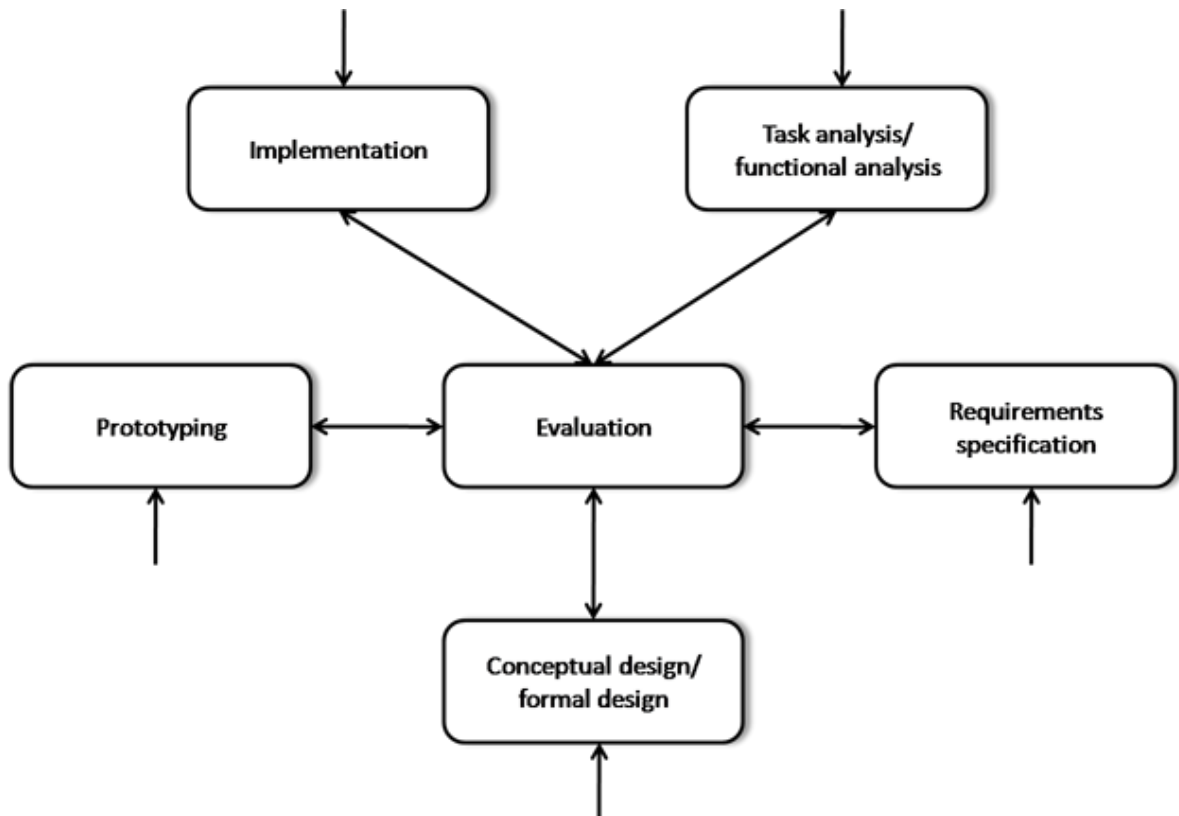 Implementation
Task analysis/
functional analysis
Prototyping
Evaluation
Requirements
specification
Conceptual design/
formal design